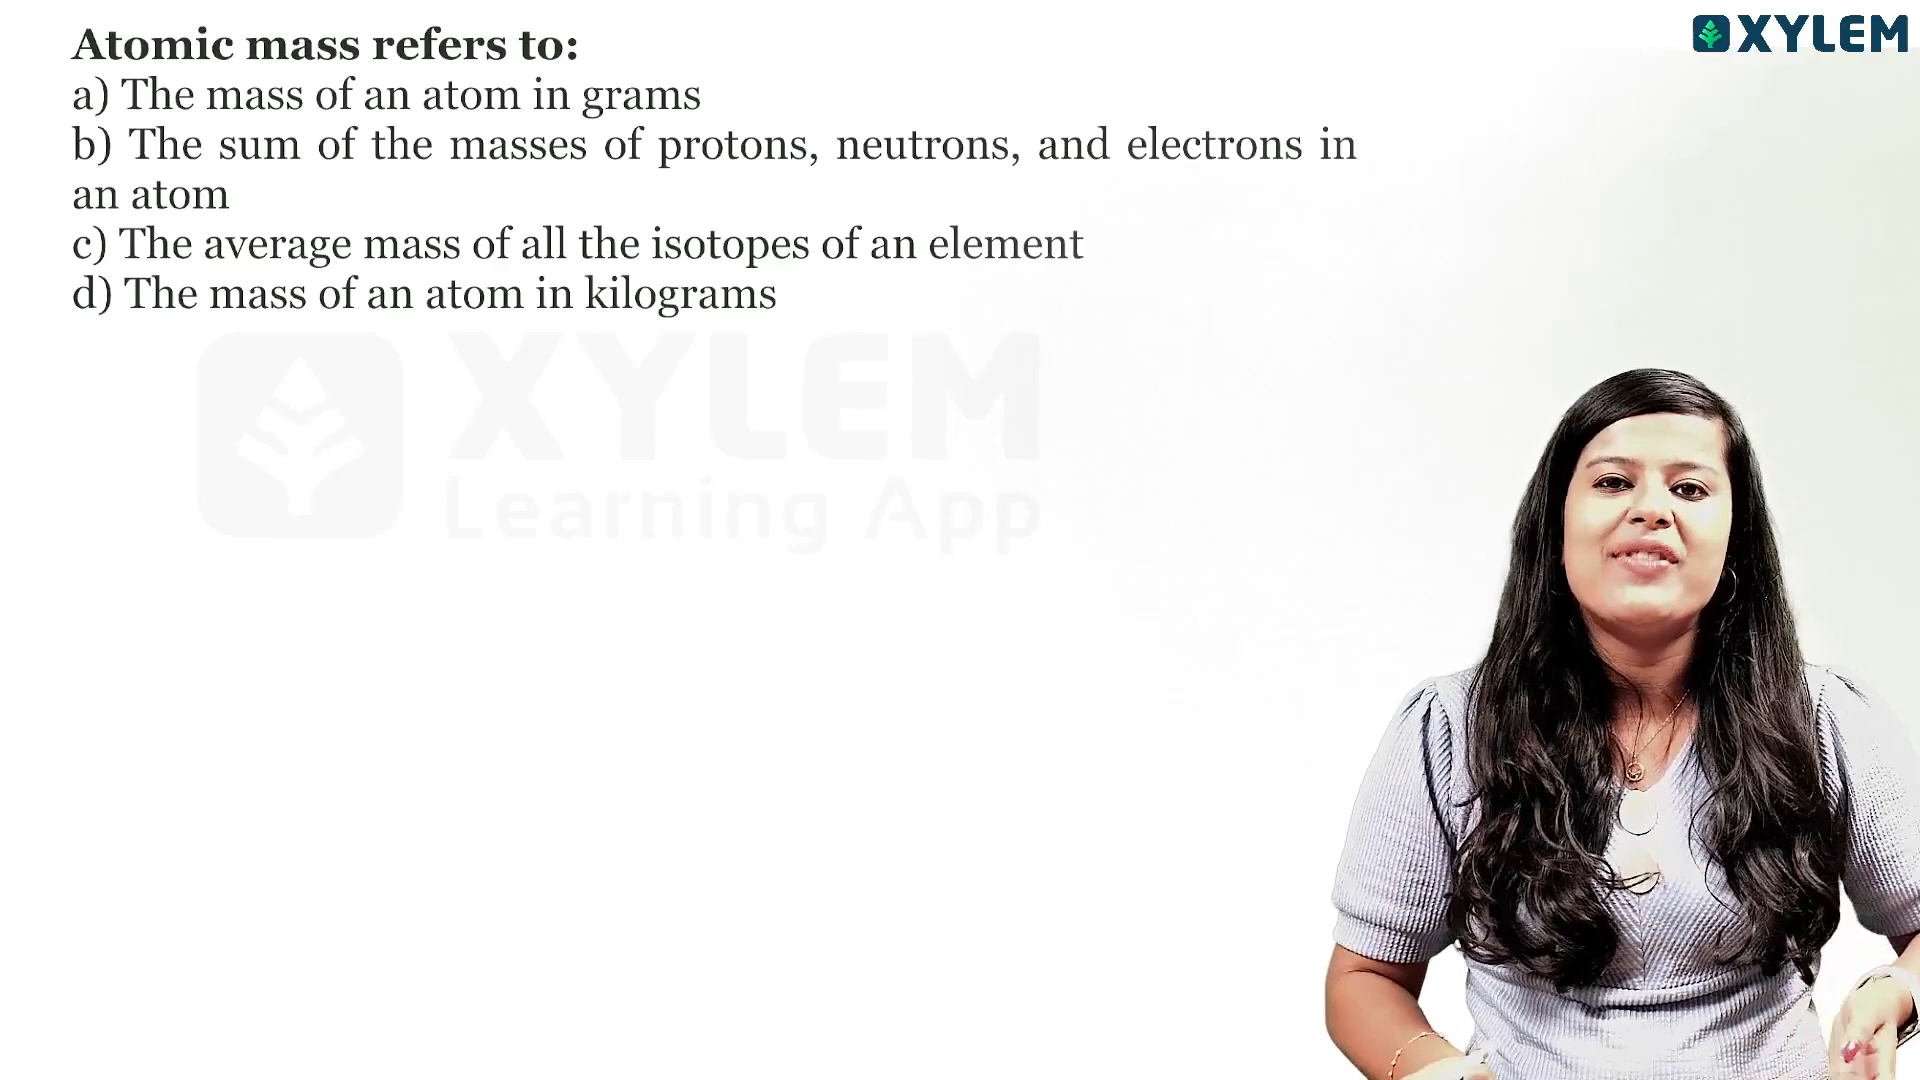 XYLEM
Atomic mass refers to:
a) The mass of an atom in grams
b) The sum of the masses of protons, neutrons, and electrons in
an atom
c) The average mass of all the isotopes of an element
d) The mass of an atom in kilograms
XYLEM
Learning App